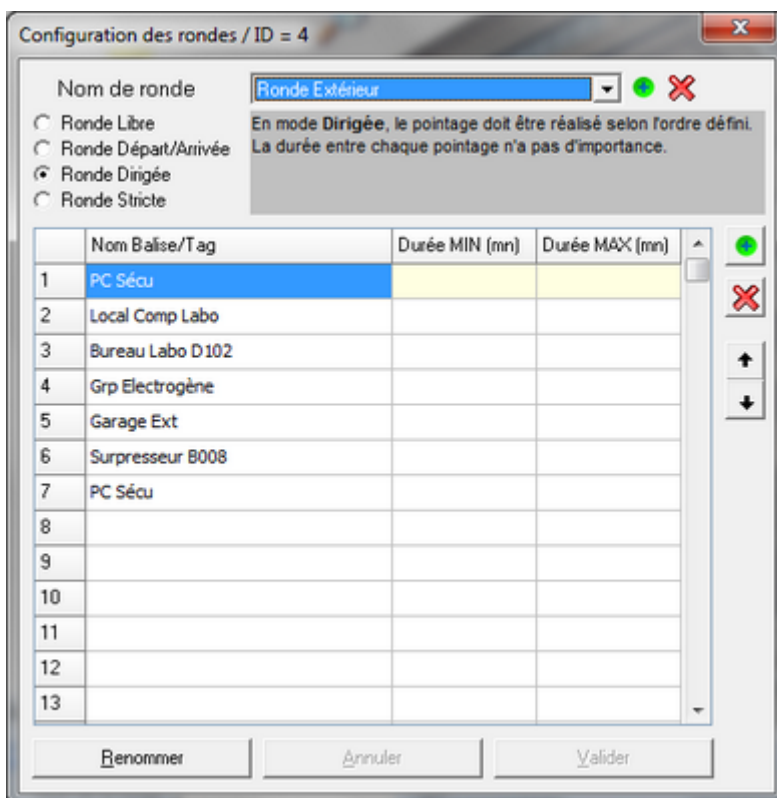 Configuration des rondes / ID = 4
Nom de ronde
Ronde Extérieur
Ronde Libre
Ronde Départ/Arrivée
Ronde Dirigée
Ronde Stricte
En mode Dirigée, le pointage doit être réalisé selon l'ordre défini.
La durée entre chaque pointage n'a pas d'importance.
Nom Balise/Tag Durée MIN (mn) Durée MAX (mn)
1 PC Sécu
2 Local Comp Labo
3 Bureau Labo D102
4 Grp Electrogène
5 Garage Ext
6 Surpresseur B008
7 PC Sécu
8
9
10
11
12
13
Renommer Annuler Valider